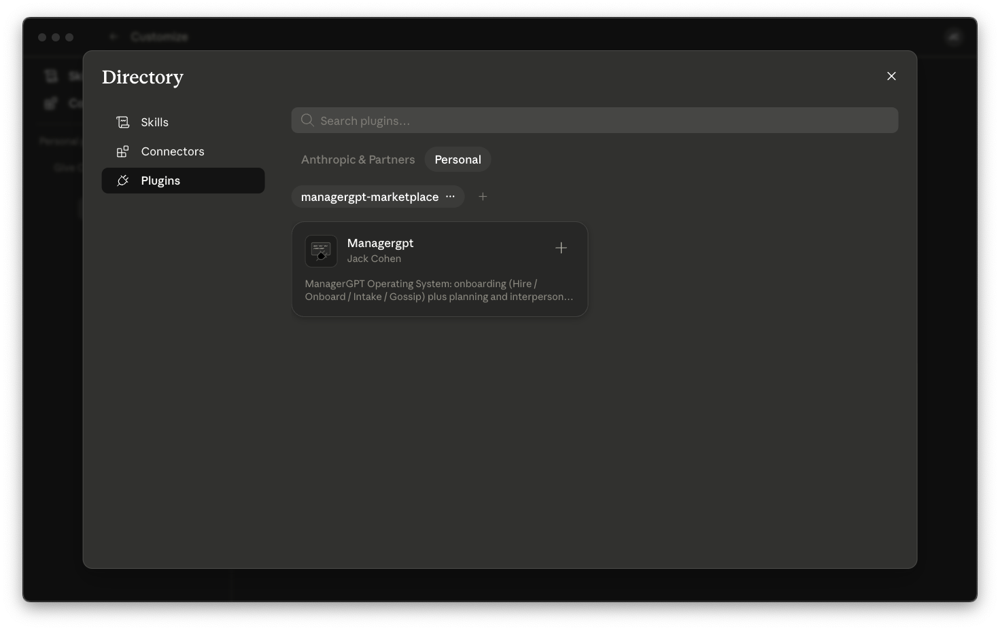 Customize
Directory
Skills
Connectors
Plugins
Search plugins...
Anthropic & Partners
Personal
managergpt-marketplace ...
Managergpt
Jack Cohen
ManagerGPT Operating System: onboarding (Hire /
Onboard / Intake / Gossip) plus planning and interperson...